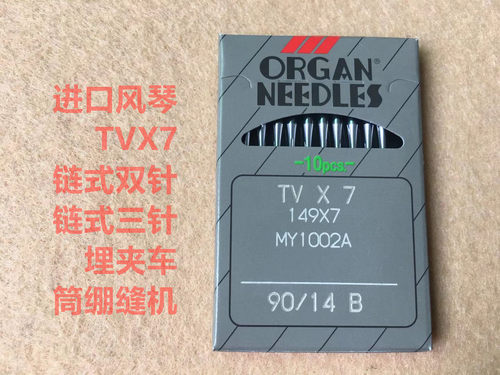 进口风琴
TVX7
链式双针
链式三针
埋夹车
筒绷缝机
ORGAN®
NEEDLES
-10pcs.-
TV X 7
149X7
MY1002A
90/14 B